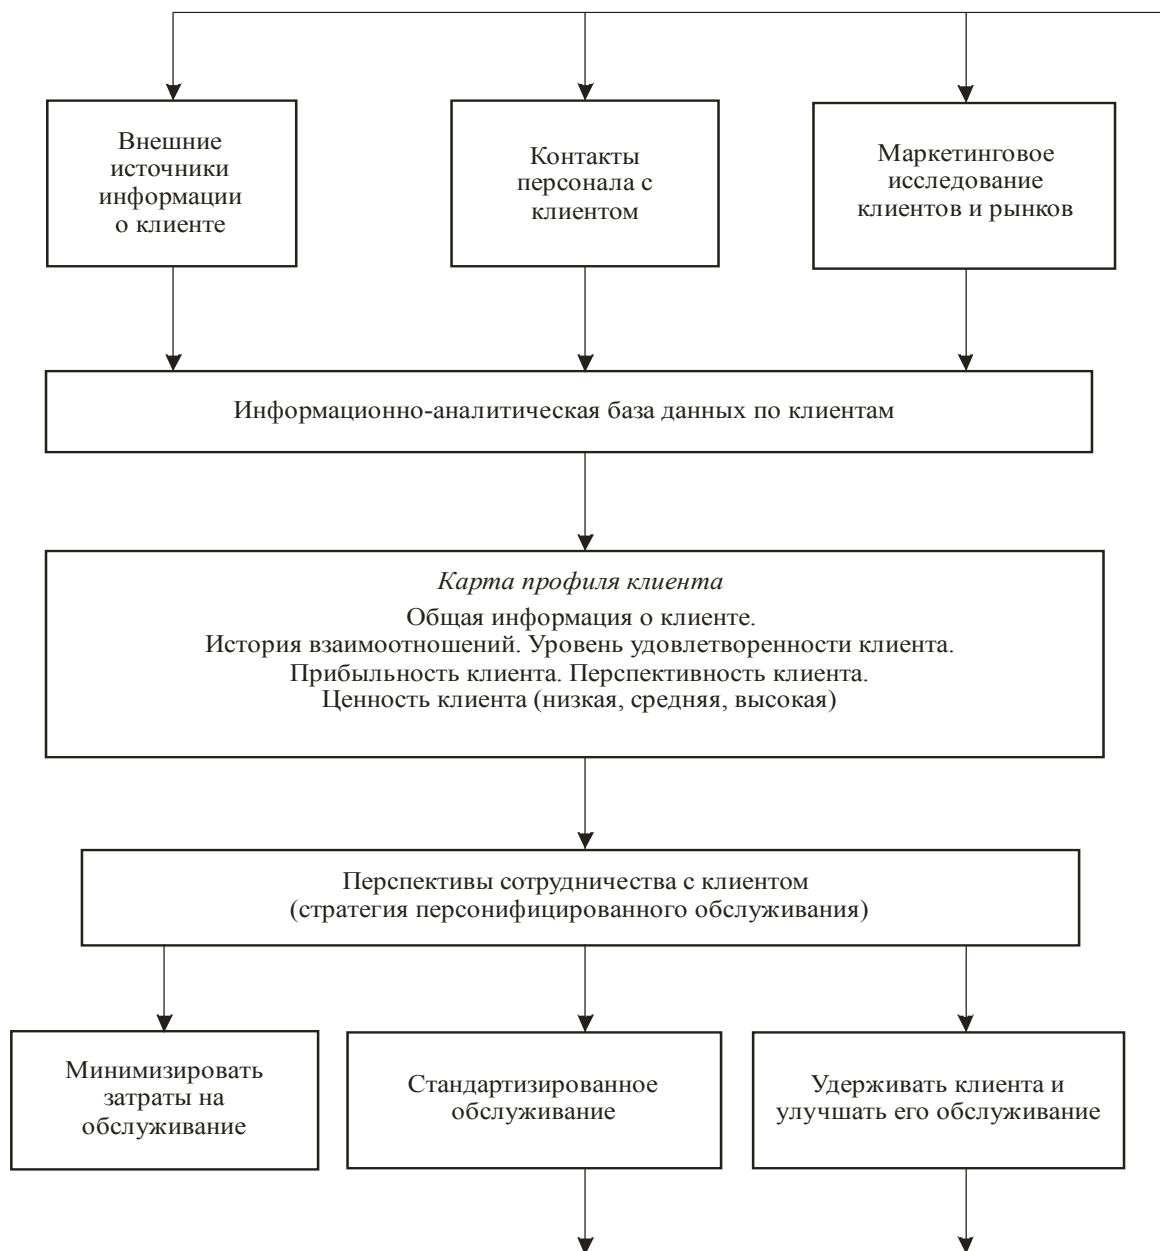 Внешние
источники
информации
о клиенте
Контакты
персонала с
клиентом
Маркетинговое
исследование
клиентов и рынков
Информационно-аналитическая база данных по клиентам
Карта профиля клиента
Общая информация о клиенте.
История взаимоотношений. Уровень удовлетворенности клиента.
Прибыльность клиента. Перспективность клиента.
Ценность клиента (низкая, средняя, высокая)
Перспективы сотрудничества с клиентом
(стратегия персонифицированного обслуживания)
Минимизировать
затраты на
обслуживание
Стандартизированное
обслуживание
Удерживать клиента и
улучшать его обслуживание